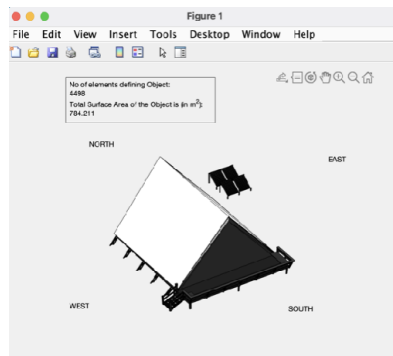 Figure 1
File Edit View Insert Tools Desktop Window Help
No of elements defining Object:
4498
Total Surface Area of the Object is (in m²):
784.211
NORTH
EAST
WEST
SOUTH